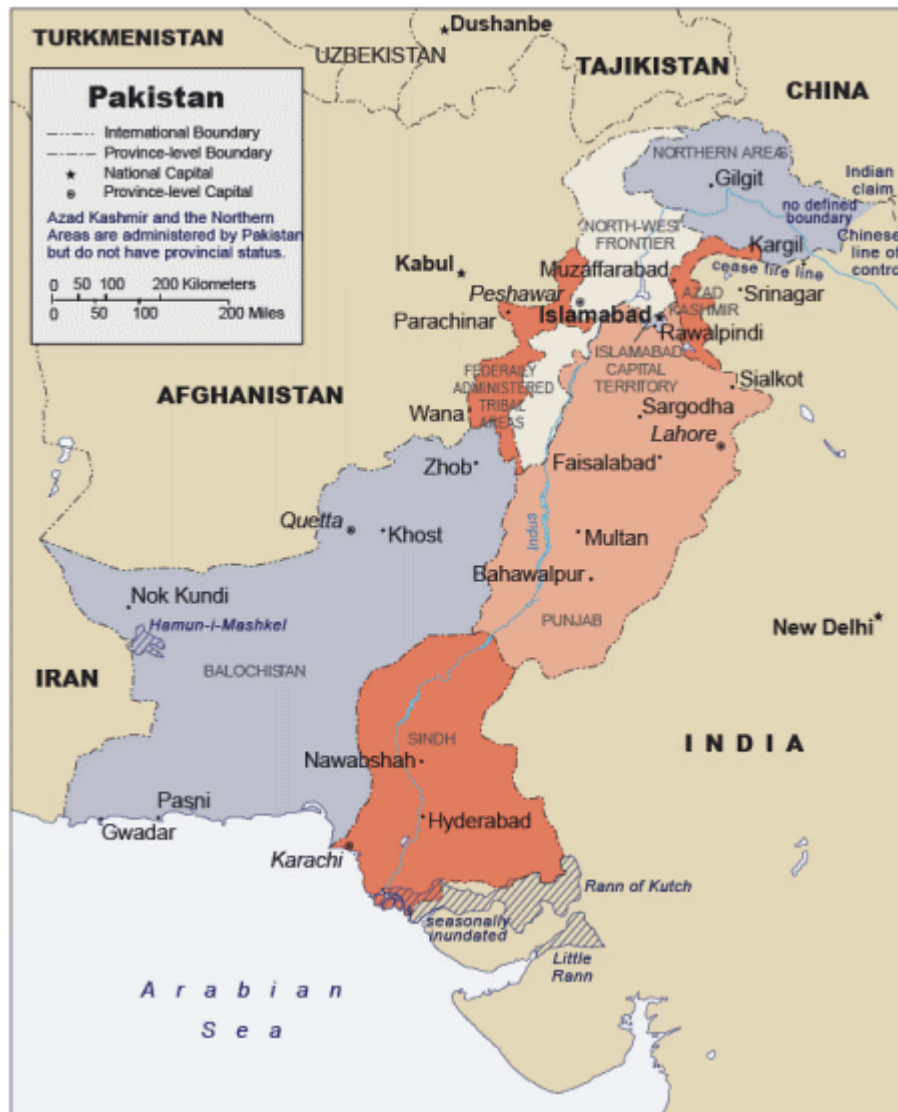 TURKMENISTAN
UZBEKISTAN
Dushanbe
TAJIKISTAN
CHINA
Pakistan
International Boundary
Province-level Boundary
National Capital
Province-level Capital
Azad Kashmir and the Northern
Areas are administered by Pakistan
but do not have provincial status.
0 50 100 200 Kilometers
0 50 100 200 Miles
NORTHERN AREAS
Gilgit
Indian
claim
no defined
boundary
Chinese
line of
control
NORTH-WEST
FRONTIER
Kargil
cease fire line
Kabul
Muzaffarabad
Peshawar
AZAD
KASHMIR
Srinagar
Islamabad
Parachinar
Rawalpindi
ISLAMABAD
CAPITAL
TERRITORY
FEDERALLY
ADMINISTERED
TRIBAL
AREAS
Sialkot
AFGHANISTAN
Wana
Sargodha
Lahore
Zhob
Faisalabad
Quetta
Khost
Indus
Multan
Bahawalpur
Nok Kundi
Hamun-i-Mashkel
PUNJAB
New Delhi
IRAN
BALOCHISTAN
SINDH
INDIA
Nawabshah
Pasni
Gwadar
Hyderabad
Karachi
Rann of Kutch
seasonally
inundated
Little
Rann
Arabian
Sea